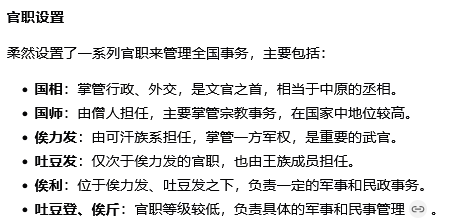 官职设置
柔然设置了一系列官职来管理全国事务，主要包括：
• 国相：掌管行政、外交，是文官之首，相当于中原的丞相。
• 国师：由僧人担任，主要掌管宗教事务，在国家中地位较高。
• 俟力发：由可汗族系担任，掌管一方军权，是重要的武官。
• 吐豆发：仅次于俟力发的官职，也由王族成员担任。
• 俟利：位于俟力发、吐豆发之下，负责一定的军事和民政事务。
• 吐豆登、俟斤：官职等级较低，负责具体的军事和民事管理 。